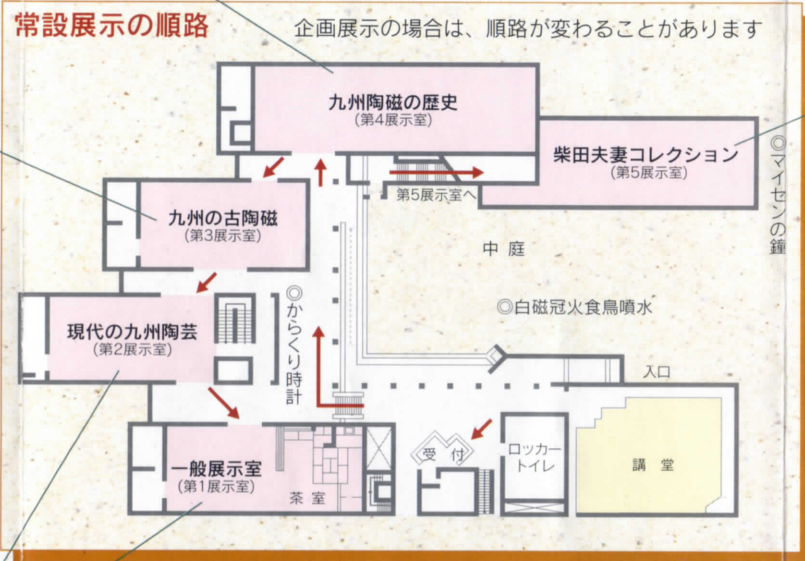 常設展示の順路
企画展示の場合は、順路が変わることがあります
九州陶磁の歴史
(第4展示室)
柴田夫妻コレクション
(第5展示室)
◎マイセンの鐘
第5展示室へ
九州の古陶磁
(第3展示室)
中庭
◎白磁冠火食鳥噴水
◎からくり時計
現代の九州陶芸
(第2展示室)
入口
受付
ロッカー
トイレ
講堂
一般展示室
(第1展示室)
茶室